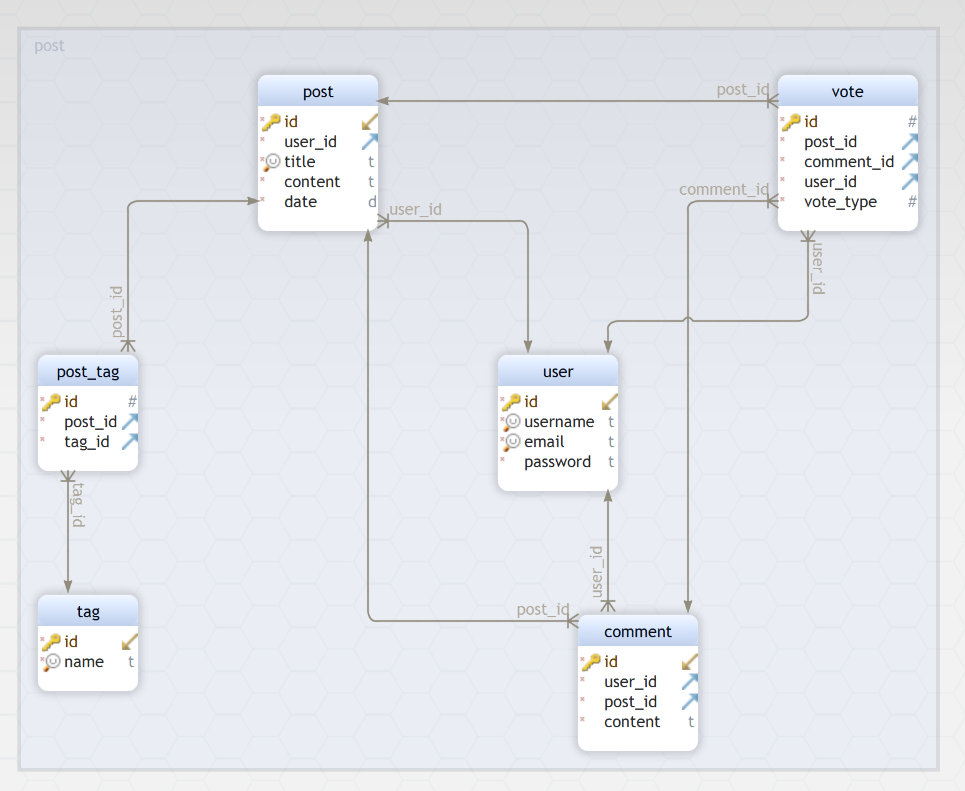 post
post
id
user_id
title t
content t
date d
vote
id #
post_id
comment_id
user_id
vote_type #
post_id
comment_id
user_id
user_id
post_id
post_tag
id #
post_id
tag_id
user
id
username t
email t
password t
tag_id
user_id
post_id
tag
id
name t
comment
id
user_id
post_id
content t